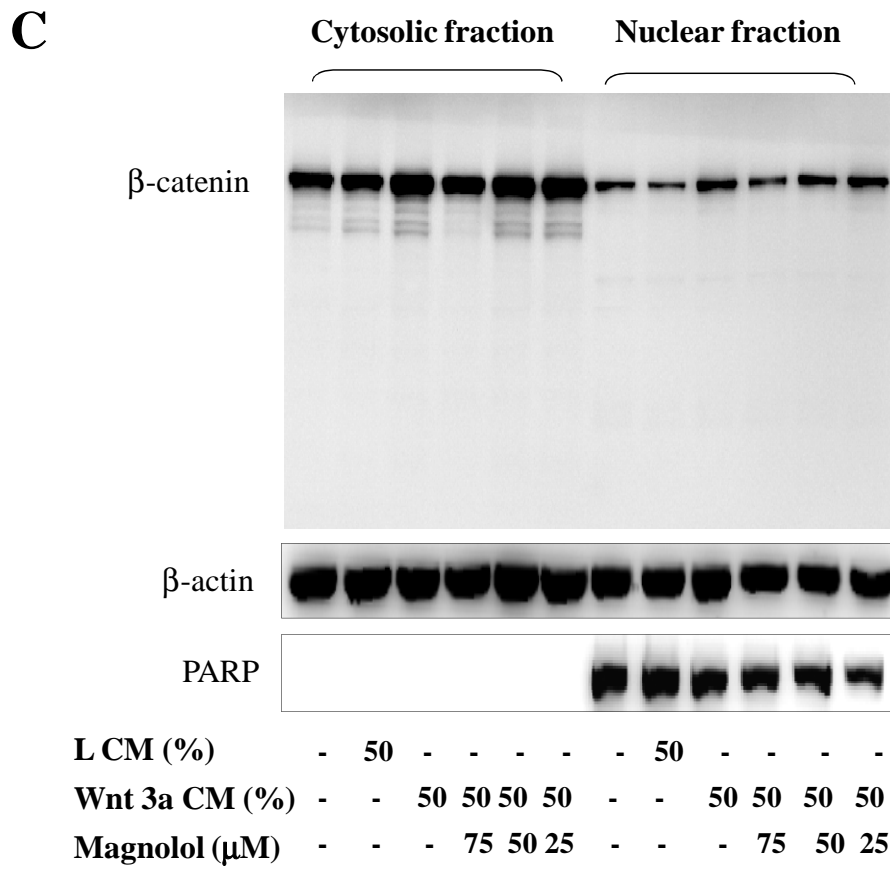 C
Cytosolic fraction Nuclear fraction
β-catenin
β-actin
PARP
L CM (%) - 50 - - - - - 50 - - - -
Wnt 3a CM (%) - - 50 50 50 50 - - 50 50 50 50
Magnolol (μM) - - - 75 50 25 - - - 75 50 25